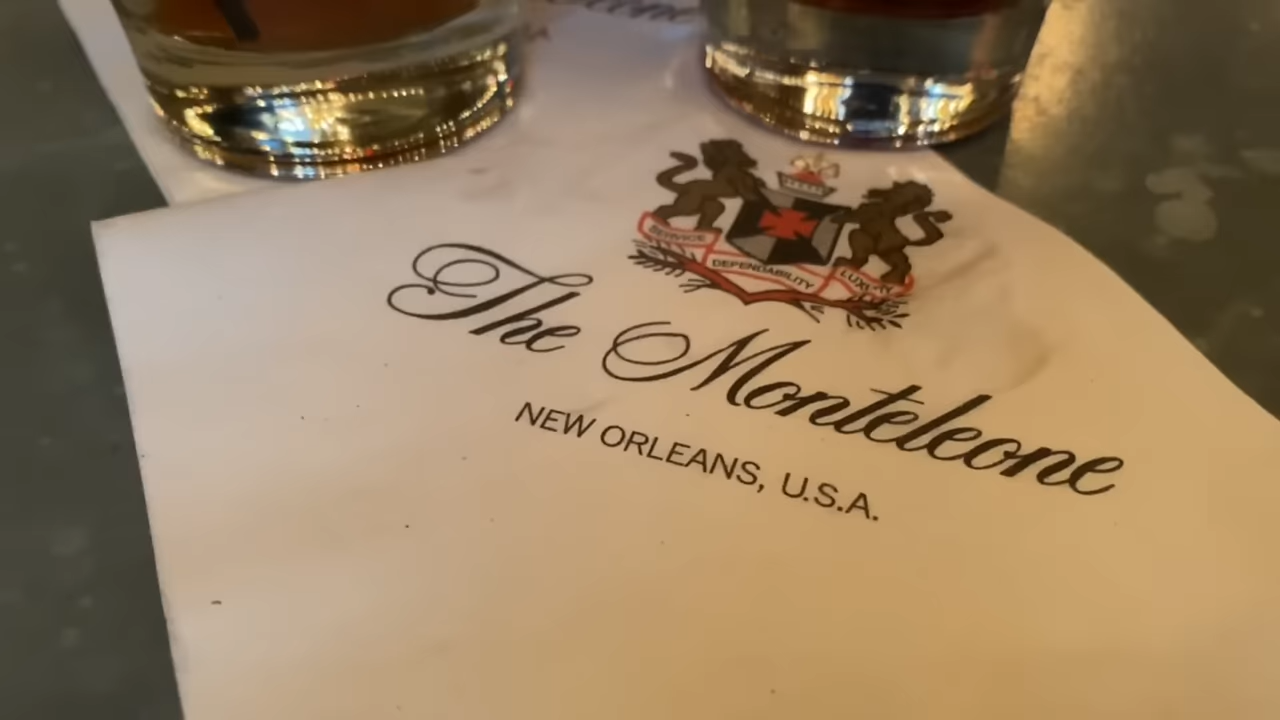 SERVICE
DEPENDABILITY
LUXURY
The Monteleone
NEW ORLEANS, U.S.A.